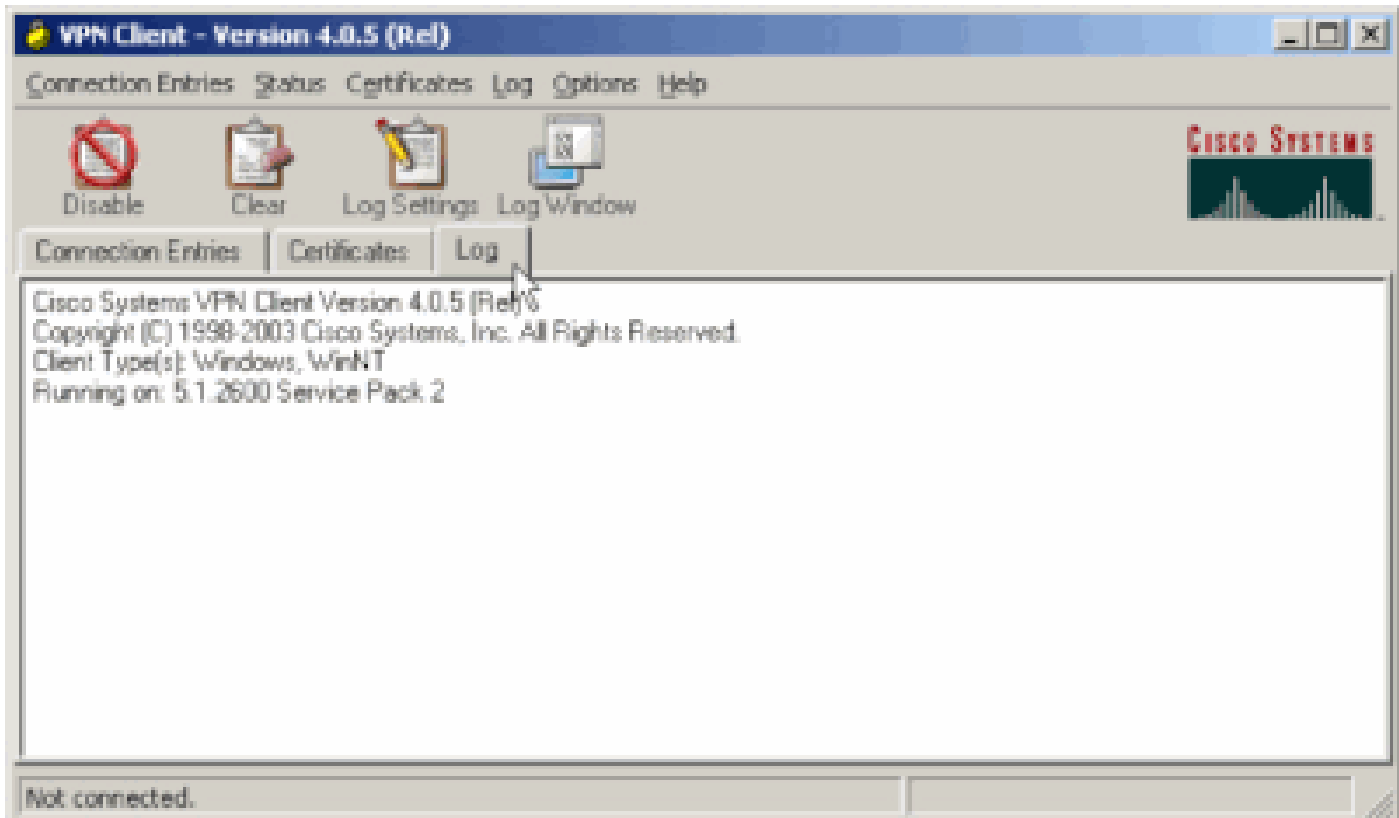 VPN Client - Version 4.0.5 (Rel)
Connection Entries Status Certificates Log Options Help
Disable Clear Log Settings Log Window
CISCO SYSTEMS
Connection Entries Certificates Log
Cisco Systems VPN Client Version 4.0.5 (Rel)
Copyright (C) 1998-2003 Cisco Systems, Inc. All Rights Reserved.
Client Type(s): Windows, WinNT
Running on: 5.1.2600 Service Pack 2
Not connected.